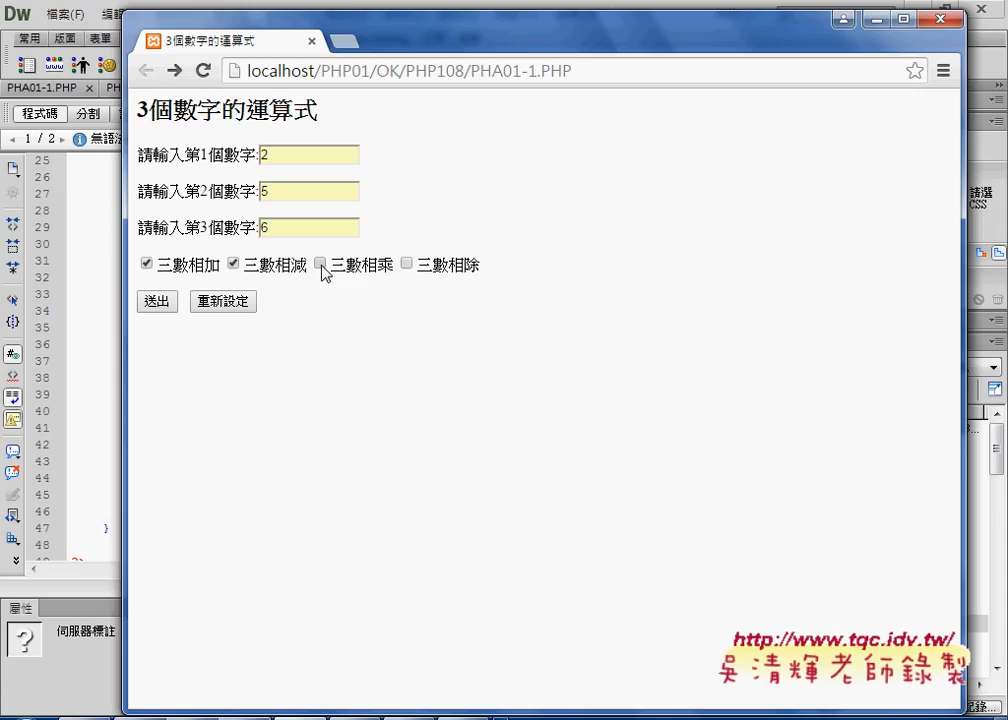 Dw 檔案(F) 編輯
常用 版面 表單
3個數字的運算式
localhost/PHP01/OK/PHP108/PHA01-1.PHP
PHA01-1.PHP × PH
程式碼 分割
1 / 2
3個數字的運算式
請輸入第1個數字:2
請輸入第2個數字:5
請輸入第3個數字:6
三數相加 三數相減 三數相乘 三數相除
送出 重新設定
25
26
27
28
29
30
31
32
33
34
35
36
37
38
39
40
41
42
43
44
45
46
47 }
48
屬性
伺服器標註
請選
CSS
http://www.tqc.idv.tw/
吳清輝老師錄製